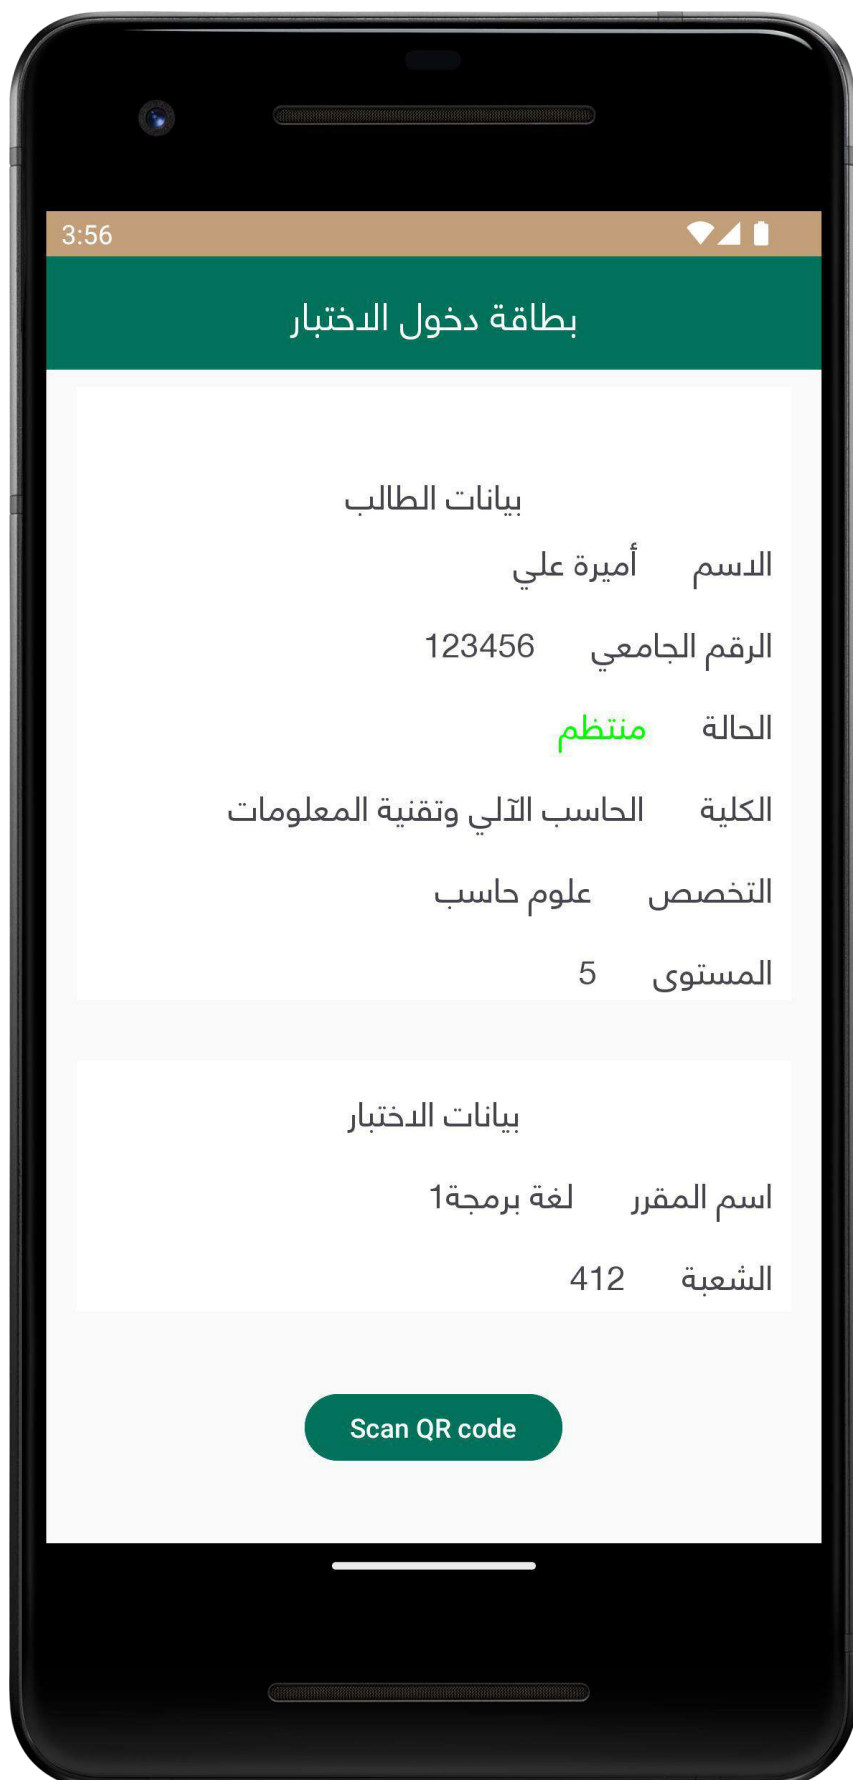 3:56
بطاقة دخول الاختبار
بيانات الطالب
الاسم أميرة علي
الرقم الجامعي 123456
الحالة منتظم
الكلية الحاسب الآلي وتقنية المعلومات
التخصص علوم حاسب
المستوى 5
بيانات الاختبار
اسم المقرر لغة برمجة1
الشعبة 412
Scan QR code